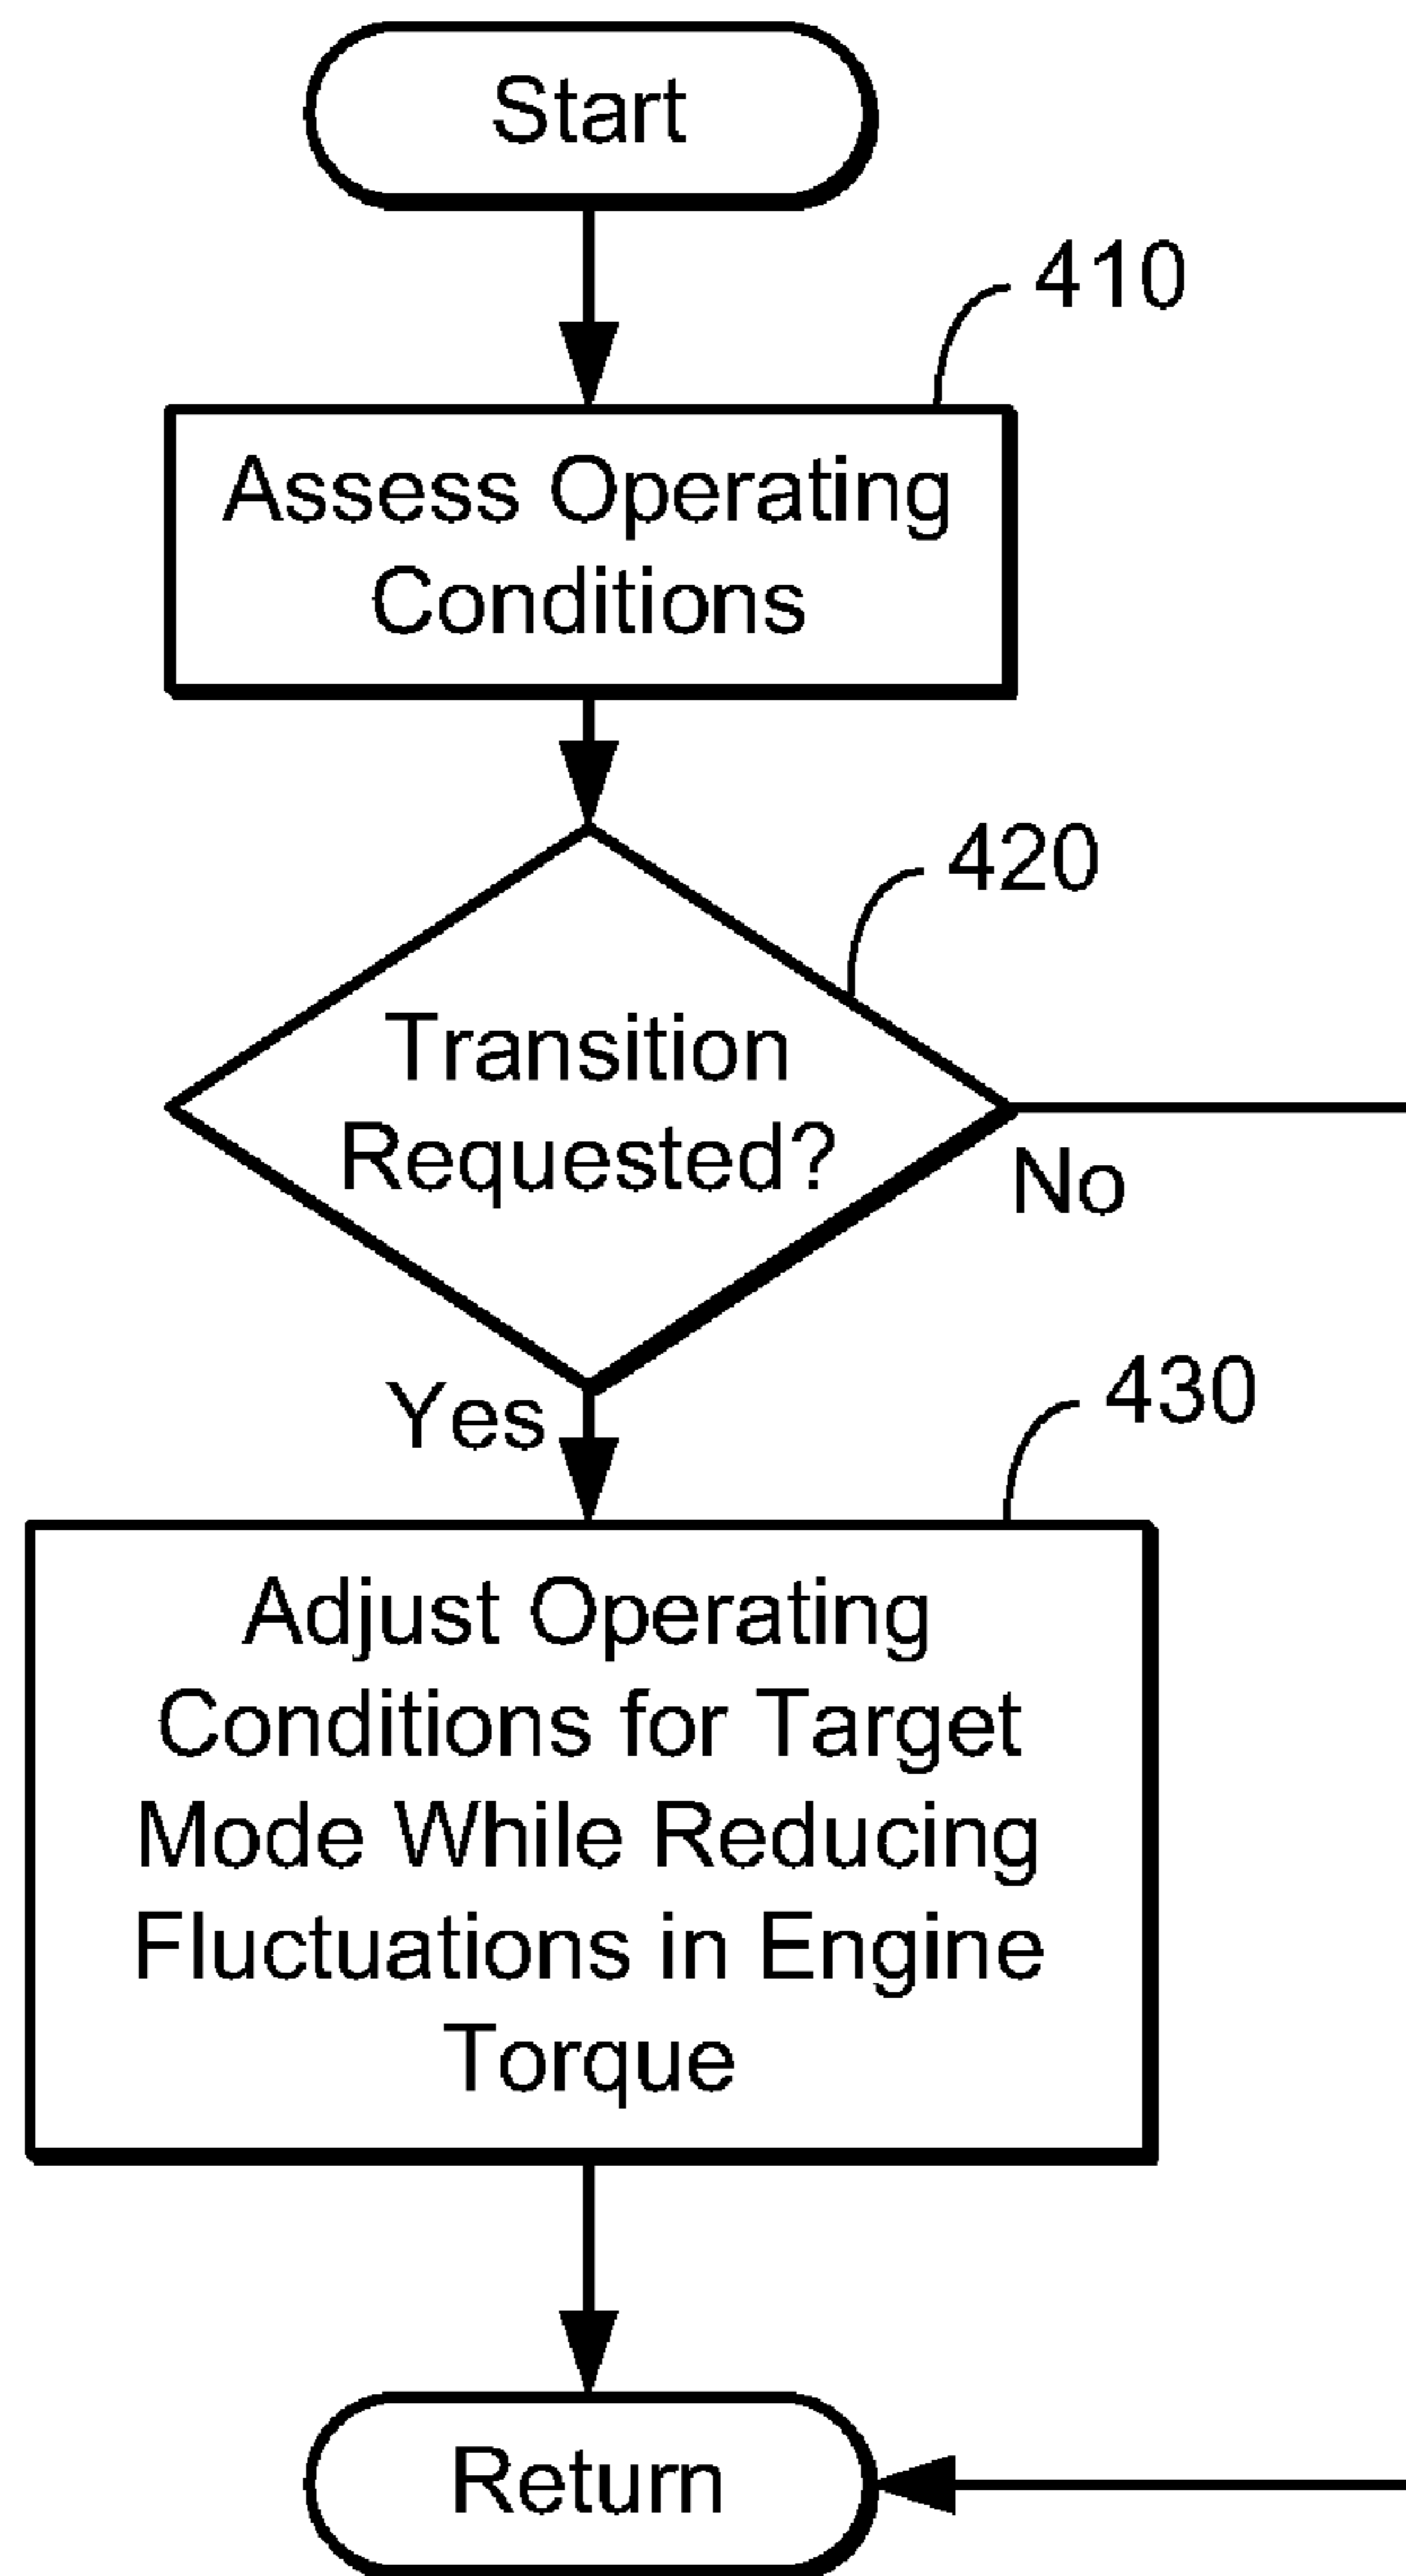 Start
410
Assess Operating
Conditions
420
Transition
Requested?
No
Yes
430
Adjust Operating
Conditions for Target
Mode While Reducing
Fluctuations in Engine
Torque
Return